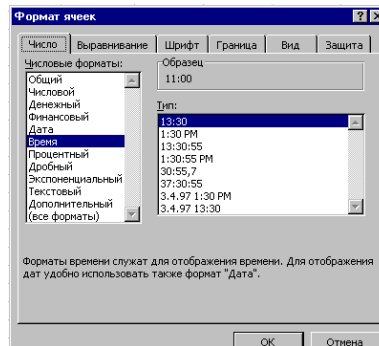 Формат ячеек
Число Выравнивание Шрифт Граница Вид Защита
Числовые форматы:
Общий
Числовой
Денежный
Финансовый
Дата
Время
Процентный
Дробный
Экспоненциальный
Текстовый
Дополнительный
(все форматы)
Образец
11:00
Тип:
13:30
1:30 PM
13:30:55
1:30:55 PM
30:55,7
37:30:55
3.4.97 1:30 PM
3.4.97 13:30
Форматы времени служат для отображения времени. Для отображения
дат удобно использовать также формат "Дата".
OK Отмена